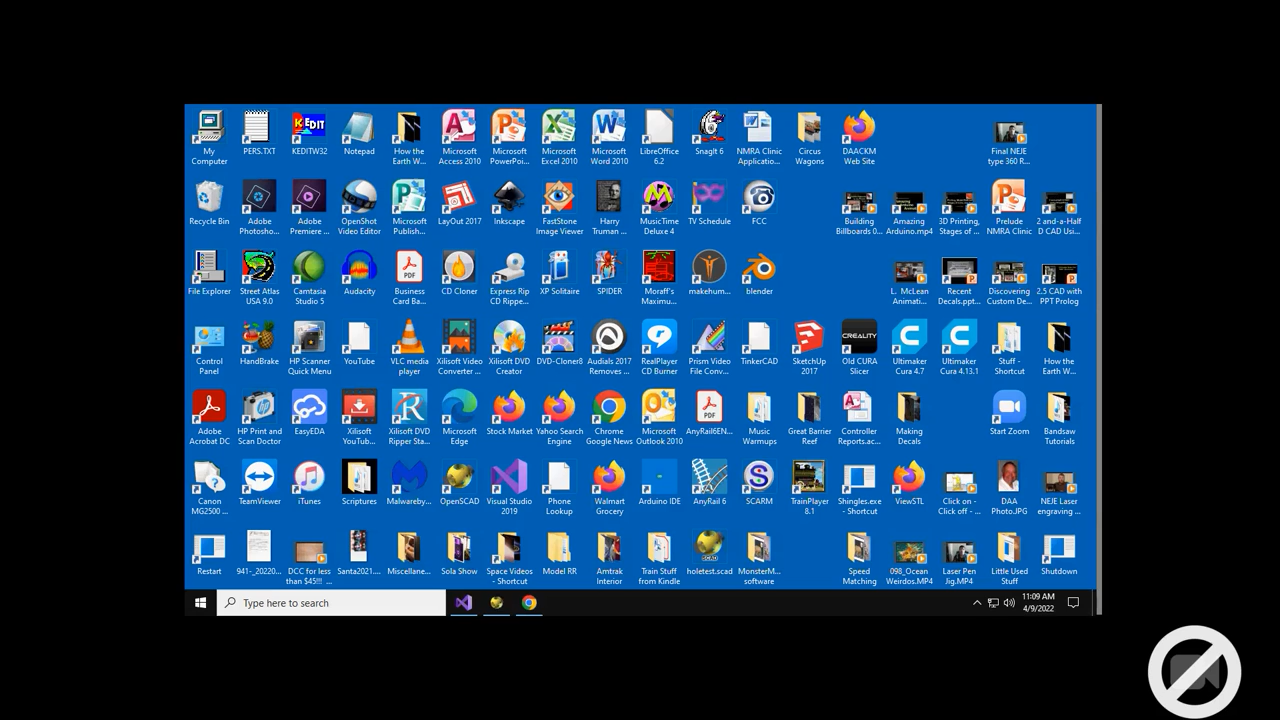 My
Computer
PERS.TXT
KEDIT
KEDITW32
Notepad
How the
Earth W...
Microsoft
Access 2010
Microsoft
PowerPoi...
Microsoft
Excel 2010
Microsoft
Word 2010
LibreOffice
6.2
SnagIt 6
NMRA Clinic
Applicatio...
Circus
Wagons
DAACKM
Web Site
Final NEJE
type 360 R...
Recycle Bin
Adobe
Photosho...
Adobe
Premiere ...
OpenShot
Video Editor
Microsoft
Publish...
LayOut 2017
Inkscape
FastStone
Image Viewer
Harry
Truman ...
MusicTime
Deluxe 4
TV Schedule
FCC
Building
Billboards 0...
Amazing
Arduino.mp4
3D Printing,
Stages of ...
Prelude
NMRA Clinic
2 and-a-Half
D CAD Usi...
File Explorer
Street Atlas
USA 9.0
Camtasia
Studio 5
Audacity
PDF
Business
Card Ba...
CD Cloner
Express Rip
CD Rippe...
XP Solitaire
SPIDER
Moraff's
Maximu...
makehum...
blender
L. McLean
Animati...
Recent
Decals.ppt...
Discovering
Custom De...
2.5 CAD with
PPT Prolog
Control
Panel
HandBrake
HP Scanner
Quick Menu
YouTube
VLC media
player
Xilisoft Video
Converter ...
Xilisoft DVD
Creator
DVD-Cloner8
Audials 2017
Removes ...
RealPlayer
CD Burner
Prism Video
File Conv...
TinkerCAD
SketchUp
2017
CREALITY
Old CURA
Slicer
Ultimaker
Cura 4.7
Ultimaker
Cura 4.13.1
Stuff -
Shortcut
How the
Earth W...
Adobe
Acrobat DC
HP Print and
Scan Doctor
EasyEDA
Xilisoft
YouTub...
Xilisoft DVD
Ripper Sta...
Microsoft
Edge
Stock Market
Yahoo Search
Engine
Chrome
Google News
Microsoft
Outlook 2010
PDF
AnyRail6EN...
Music
Warmups
Great Barrier
Reef
Controller
Reports.ac...
Making
Decals
Start Zoom
Bandsaw
Tutorials
Canon
MG2500 ...
TeamViewer
iTunes
Scriptures
Malwareby...
OpenSCAD
Visual Studio
2019
Phone
Lookup
Walmart
Grocery
Arduino IDE
AnyRail 6
SCARM
TrainPlayer
8.1
Shingles.exe
- Shortcut
ViewSTL
Click on -
Click off - ...
DAA
Photo.JPG
NEJE Laser
engraving ...
Restart
941-_20220...
DCC for less
than $45!!! ...
Santa2021....
Miscellane...
Sola Show
Space Videos
- Shortcut
Model RR
Amtrak
Interior
Train Stuff
from Kindle
SCAD
holetest.scad
MonsterM...
software
Speed
Matching
098_Ocean
Weirdos.MP4
Laser Pen
Jig.MP4
Little Used
Stuff
Shutdown
Type here to search
11:09 AM
4/9/2022